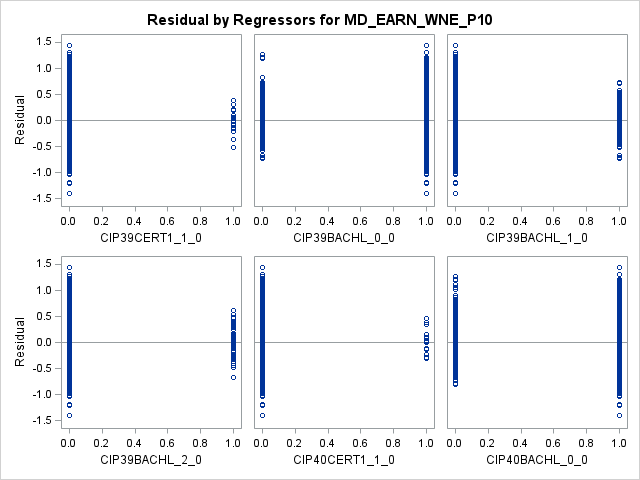 Residual by Regressors for MD_EARN_WNE_P10
1.5
1.0
0.5
0.0
-0.5
-1.0
-1.5
Residual
0.0 0.2 0.4 0.6 0.8 1.0
0.0 0.2 0.4 0.6 0.8 1.0
0.0 0.2 0.4 0.6 0.8 1.0
CIP39CERT1_1_0
CIP39BACHL_0_0
CIP39BACHL_1_0
1.5
1.0
0.5
0.0
-0.5
-1.0
-1.5
Residual
0.0 0.2 0.4 0.6 0.8 1.0
0.0 0.2 0.4 0.6 0.8 1.0
0.0 0.2 0.4 0.6 0.8 1.0
CIP39BACHL_2_0
CIP40CERT1_1_0
CIP40BACHL_0_0